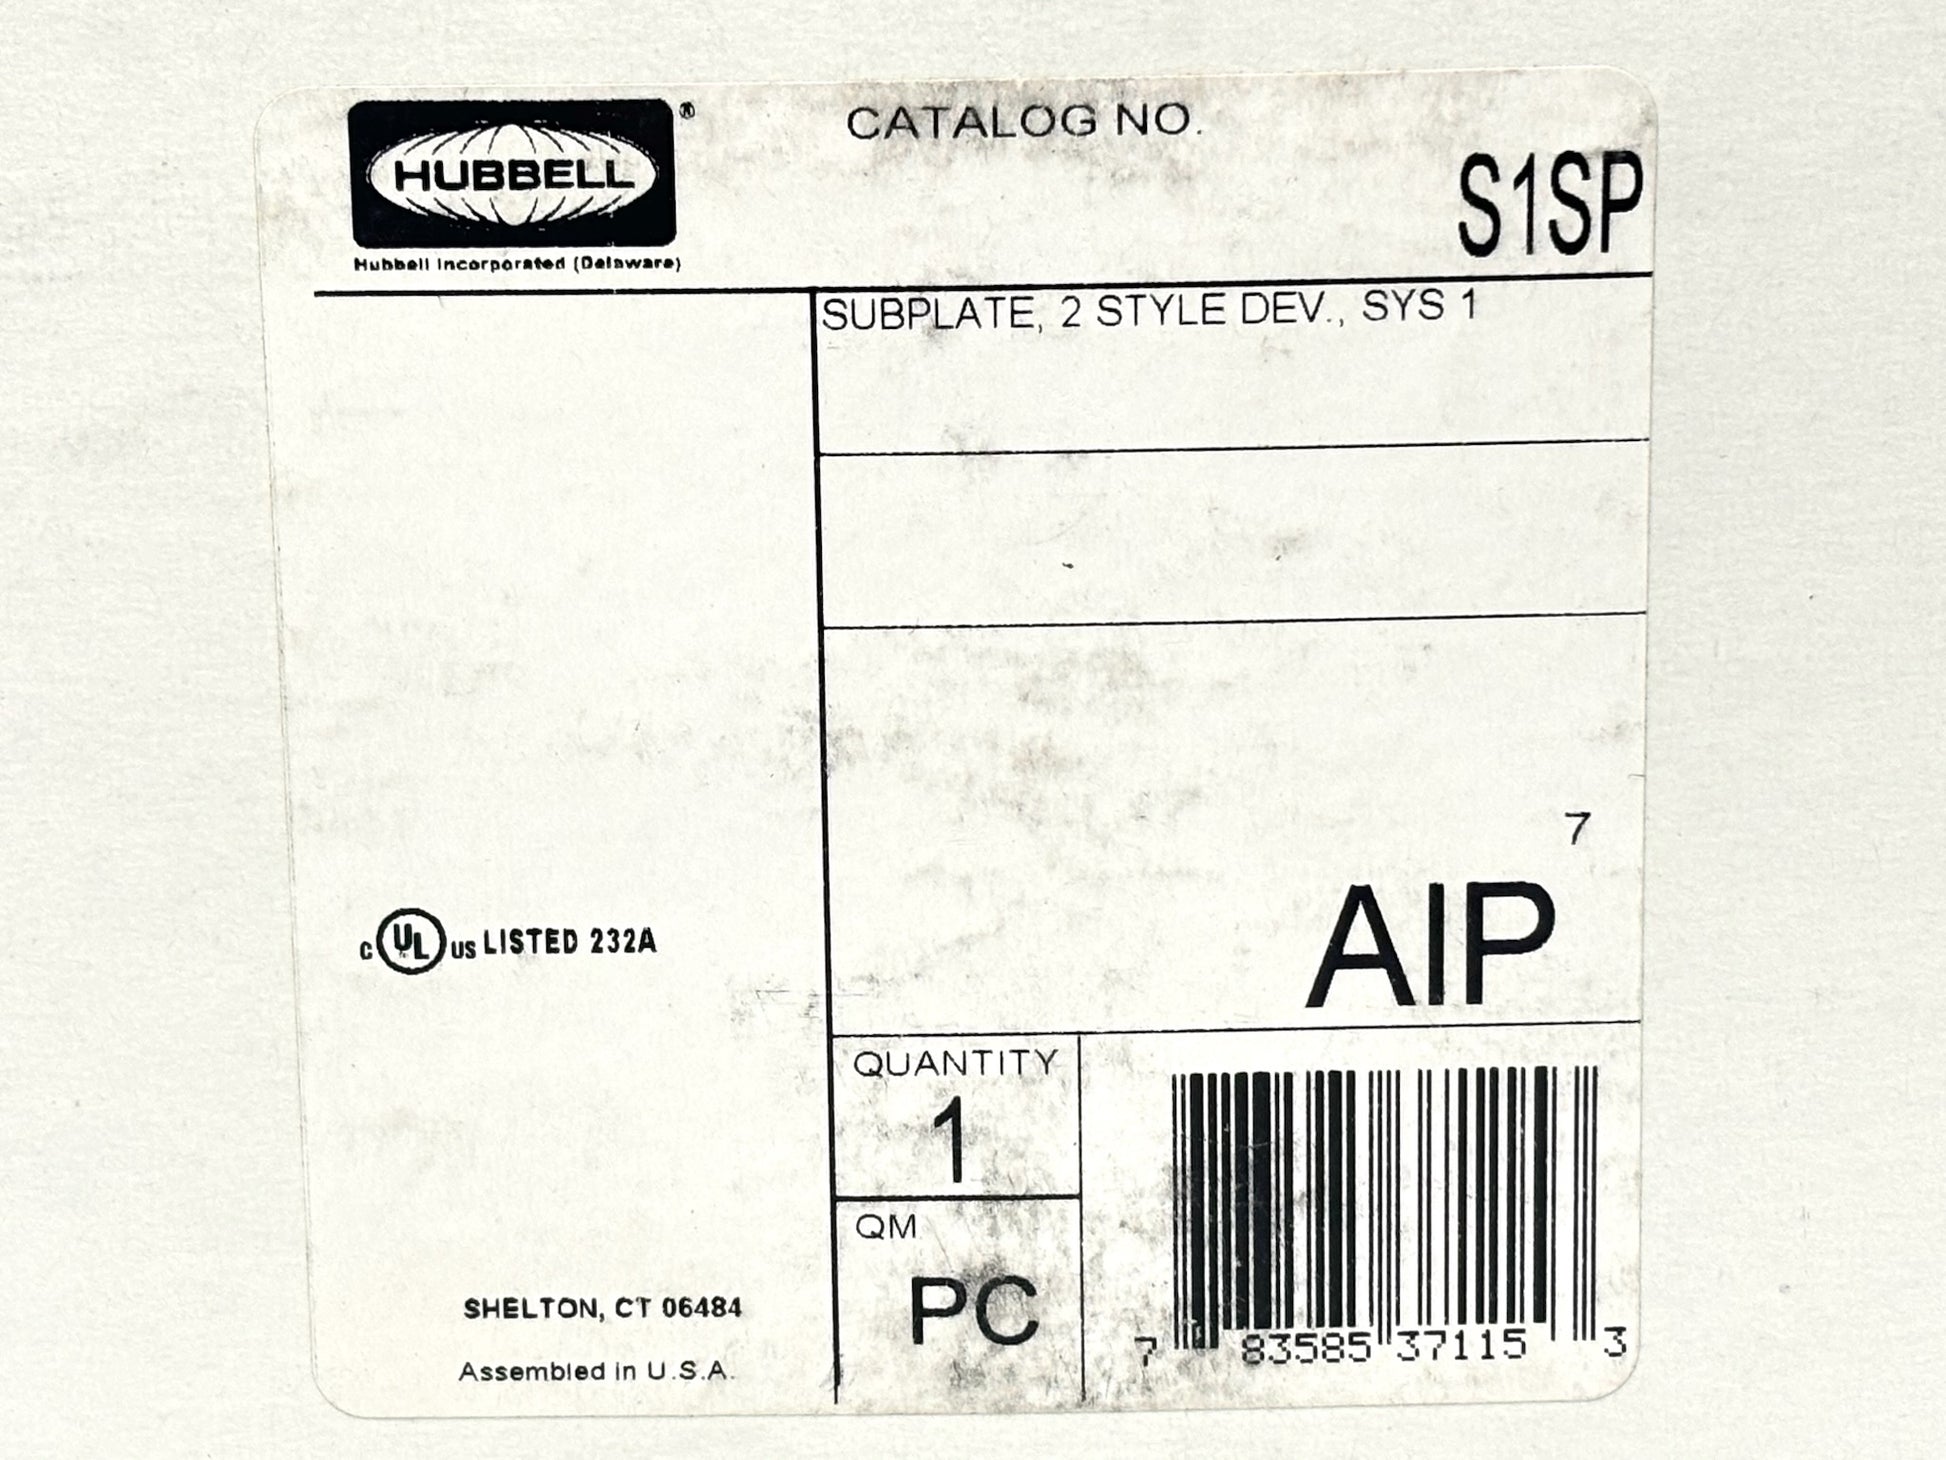 HUBBELL ®
Hubbell Incorporated (Delaware)
CATALOG NO.
S1SP
SUBPLATE, 2 STYLE DEV., SYS 1
7
AIP
C UL US LISTED 232A
QUANTITY
1
QM
PC
SHELTON, CT 06484
Assembled in U.S.A.
7 83585 37115 3